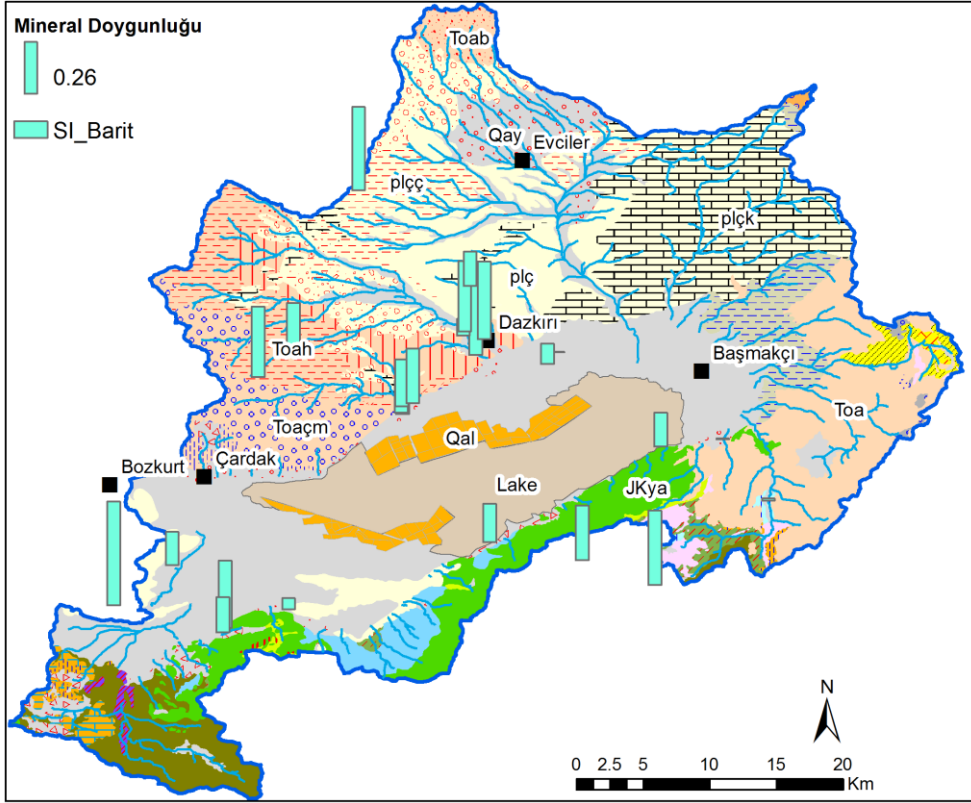 Mineral Doygunluğu
0.26
SI_Barit
Toab
Qay
Evciler
plçç
plçk
plç
Dazkırı
Toah
Başmakçı
Toa
Toaçm
Qal
Çardak
Bozkurt
Lake
JKya
N
0 2.5 5 10 15 20
Km